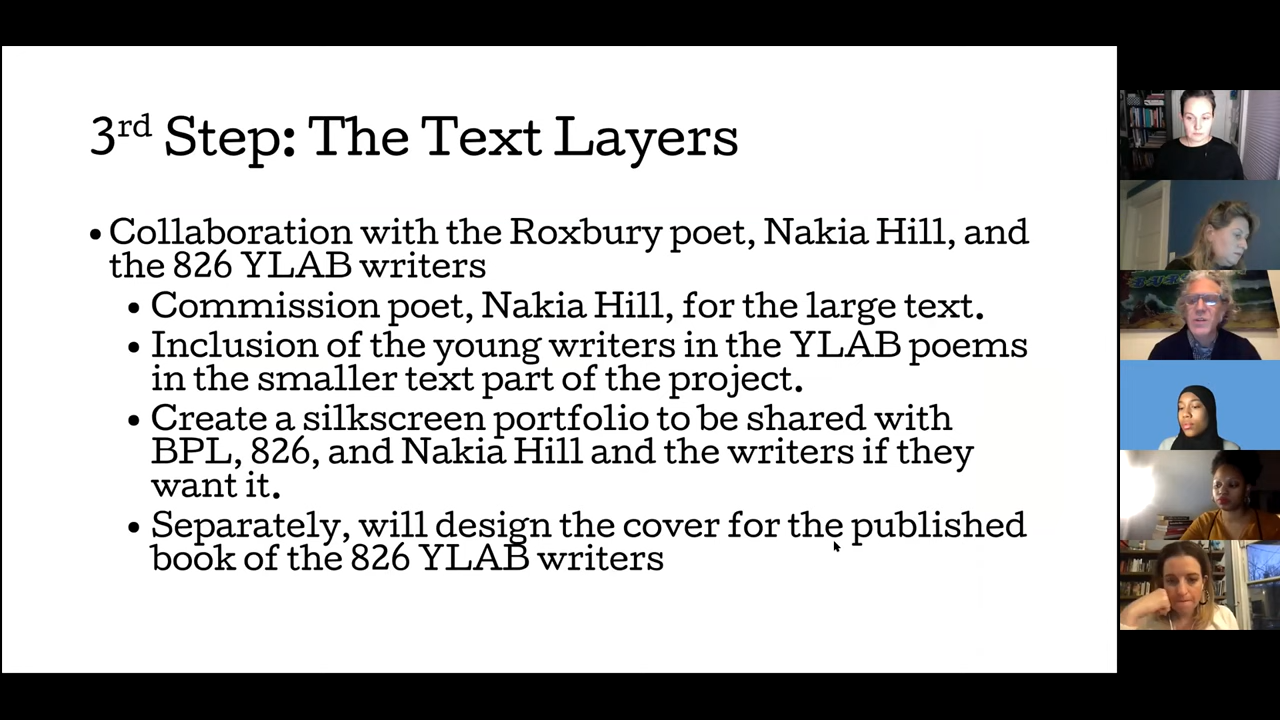 3rd Step: The Text Layers
• Collaboration with the Roxbury poet, Nakia Hill, and
the 826 YLAB writers
• Commission poet, Nakia Hill, for the large text.
• Inclusion of the young writers in the YLAB poems
in the smaller text part of the project.
• Create a silkscreen portfolio to be shared with
BPL, 826, and Nakia Hill and the writers if they
want it.
• Separately, will design the cover for the published
book of the 826 YLAB writers